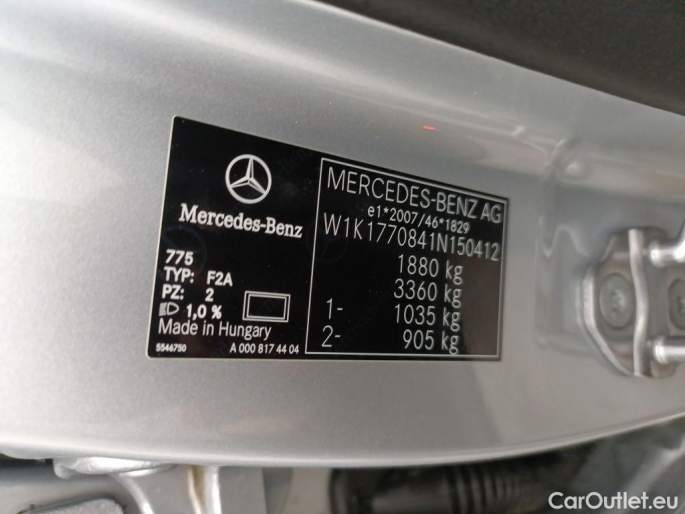 Mercedes-Benz
775
TYP: F2A
PZ: 2
1,0 %
Made in Hungary
5546750 A 000 817 44 04
MERCEDES-BENZ AG
e1*2007/46*1829
W1K1770841N150412
1880 kg
3360 kg
1- 1035 kg
2- 905 kg
CarOutlet.eu